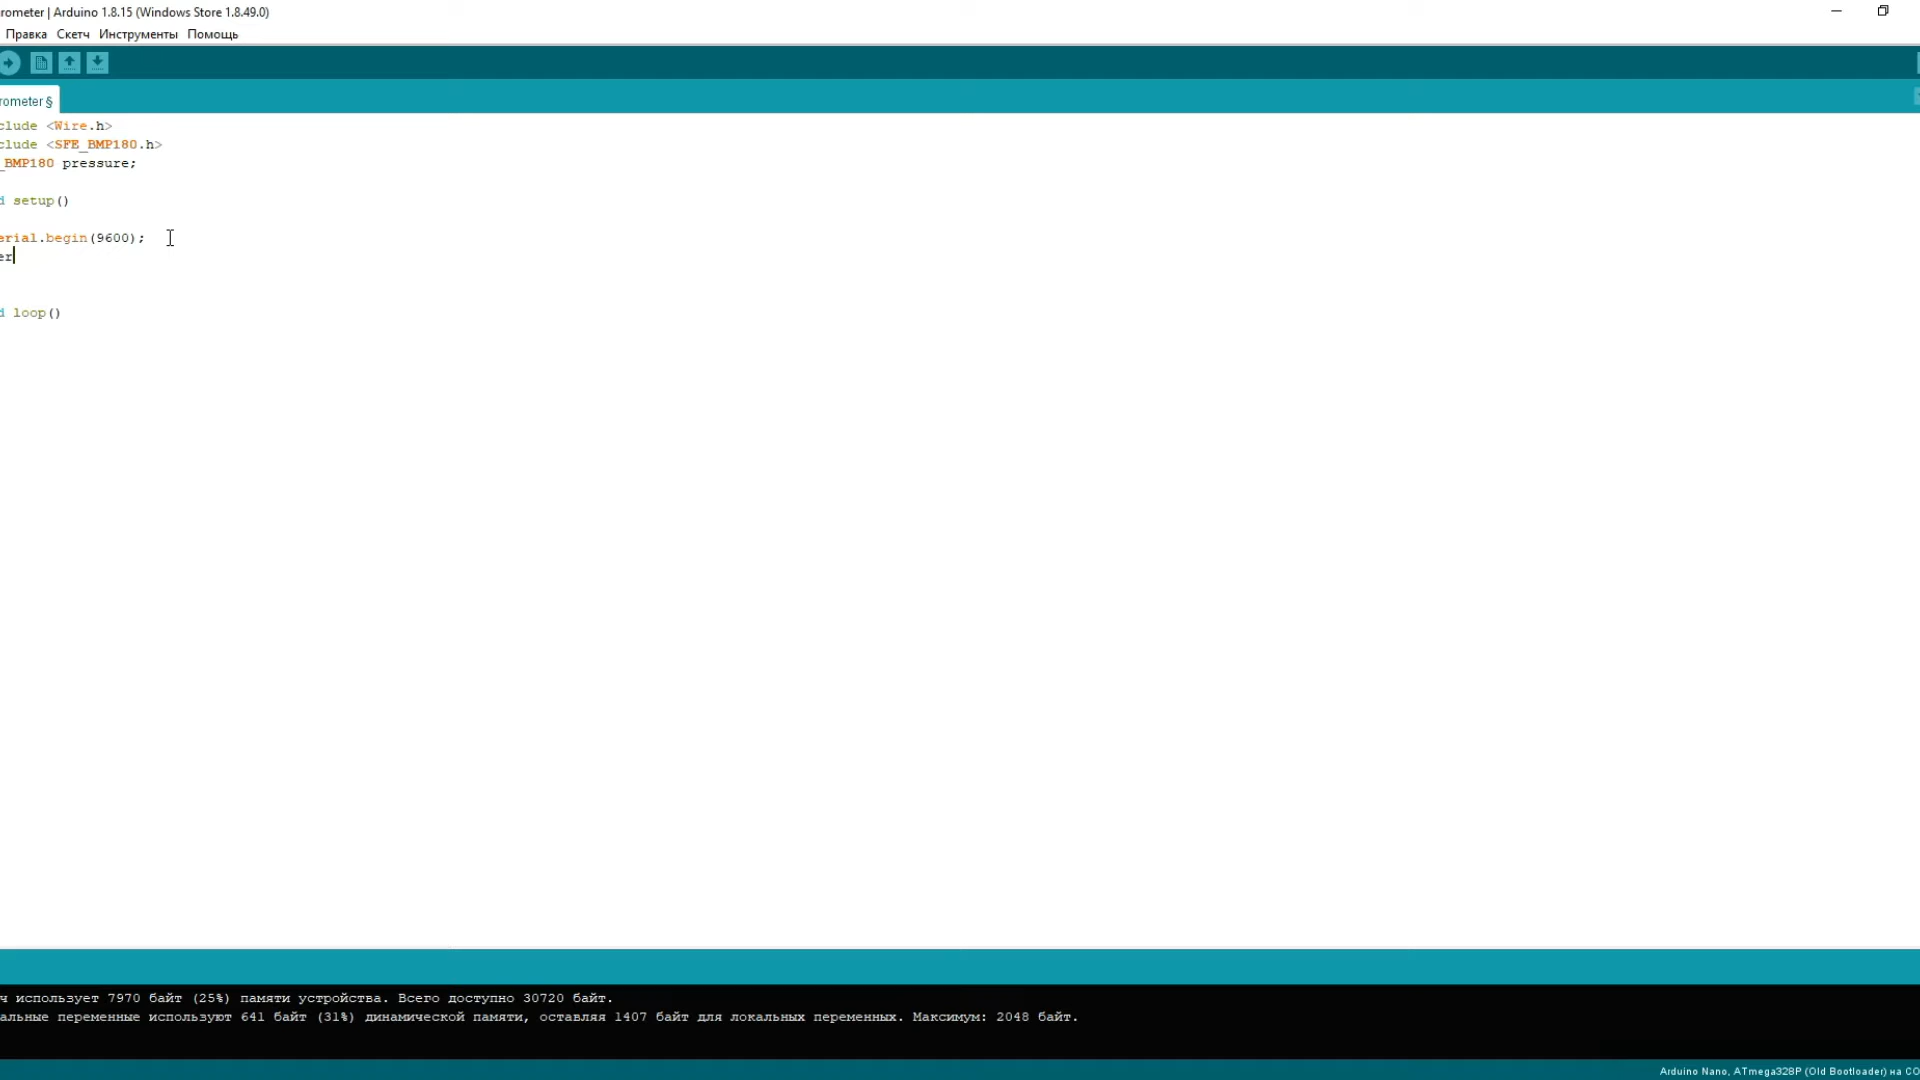 rometer | Arduino 1.8.15 (Windows Store 1.8.49.0)
Правка Скетч Инструменты Помощь
rometer §
clude <Wire.h>
clude <SFE_BMP180.h>
_BMP180 pressure;
d setup()
erial.begin(9600);
er
d loop()
ч использует 7970 байт (25%) памяти устройства. Всего доступно 30720 байт.
альные переменные используют 641 байт (31%) динамической памяти, оставляя 1407 байт для локальных переменных. Максимум: 2048 байт.
Arduino Nano, ATmega328P (Old Bootloader) на CO